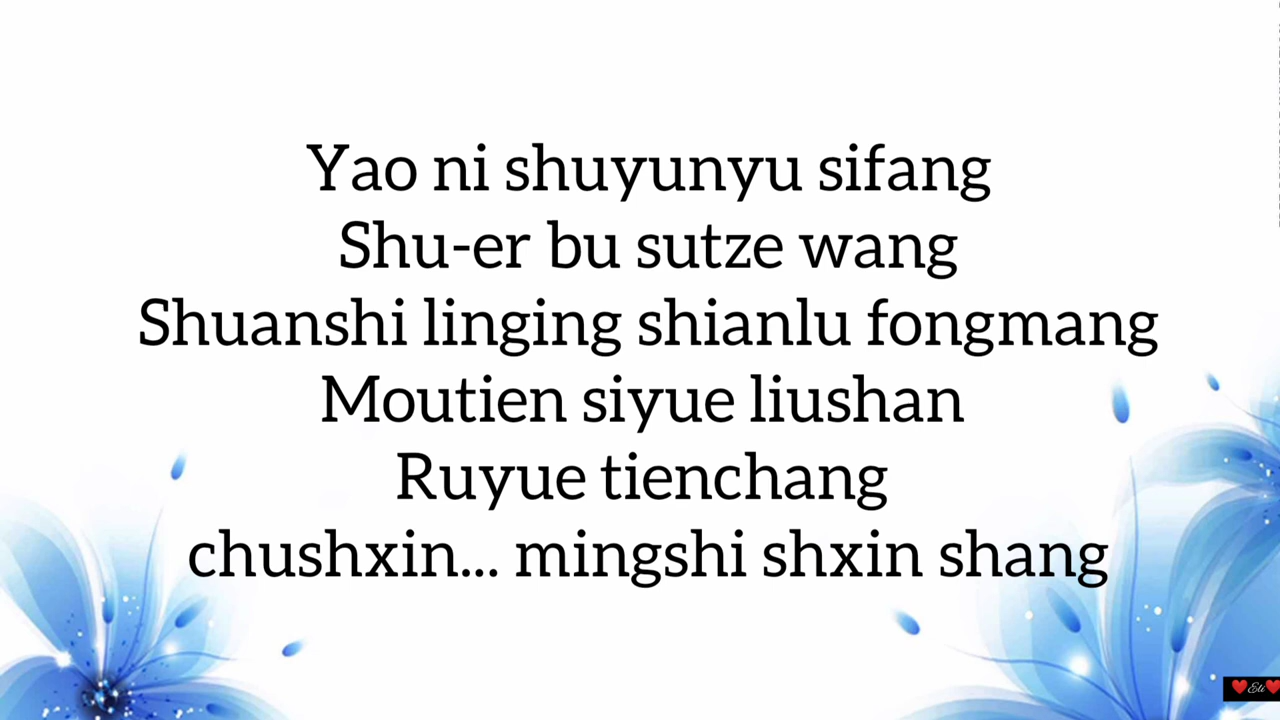 Yao ni shuyunyu sifang
Shu-er bu sutze wang
Shuanshi linging shianlu fongmang
Moutien siyue liushan
Ruyue tienchang
chushxin... mingshi shxin shang
❤️Eli❤️